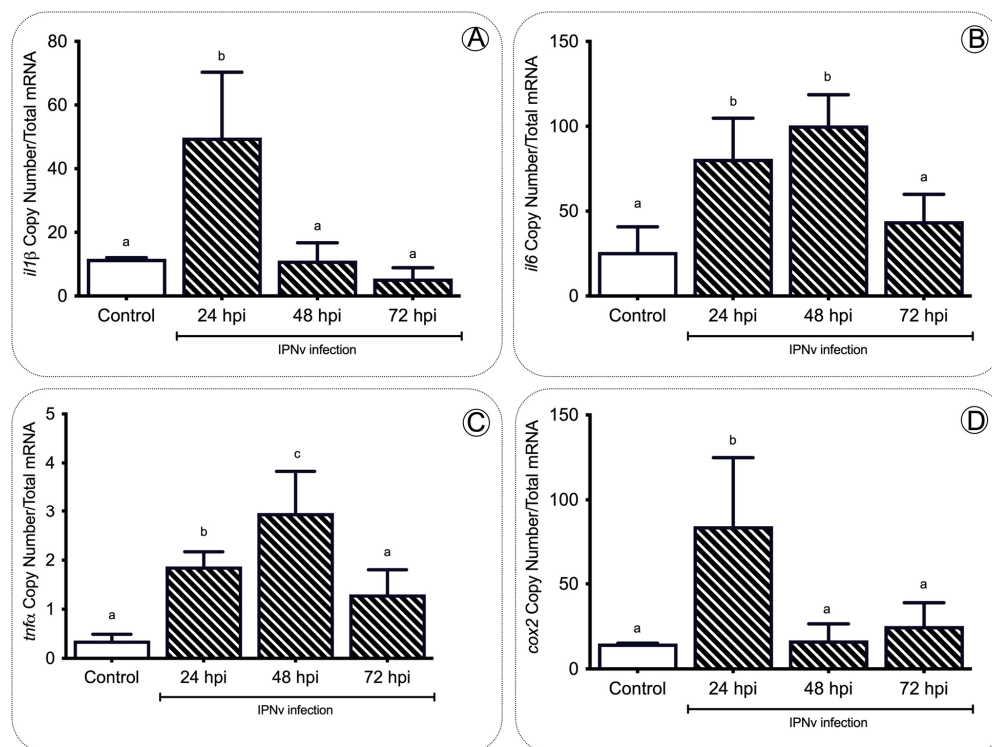 A
il1β Copy Number/Total mRNA
80
60
40
20
0
a
b
a
a
Control
24 hpi
48 hpi
72 hpi
IPNv infection
B
il6 Copy Number/Total mRNA
150
100
50
0
a
b
b
a
Control
24 hpi
48 hpi
72 hpi
IPNv infection
C
tnfα Copy Number/Total mRNA
5
4
3
2
1
0
a
b
c
a
Control
24 hpi
48 hpi
72 hpi
IPNv infection
D
cox2 Copy Number/Total mRNA
150
100
50
0
a
b
a
a
Control
24 hpi
48 hpi
72 hpi
IPNv infection